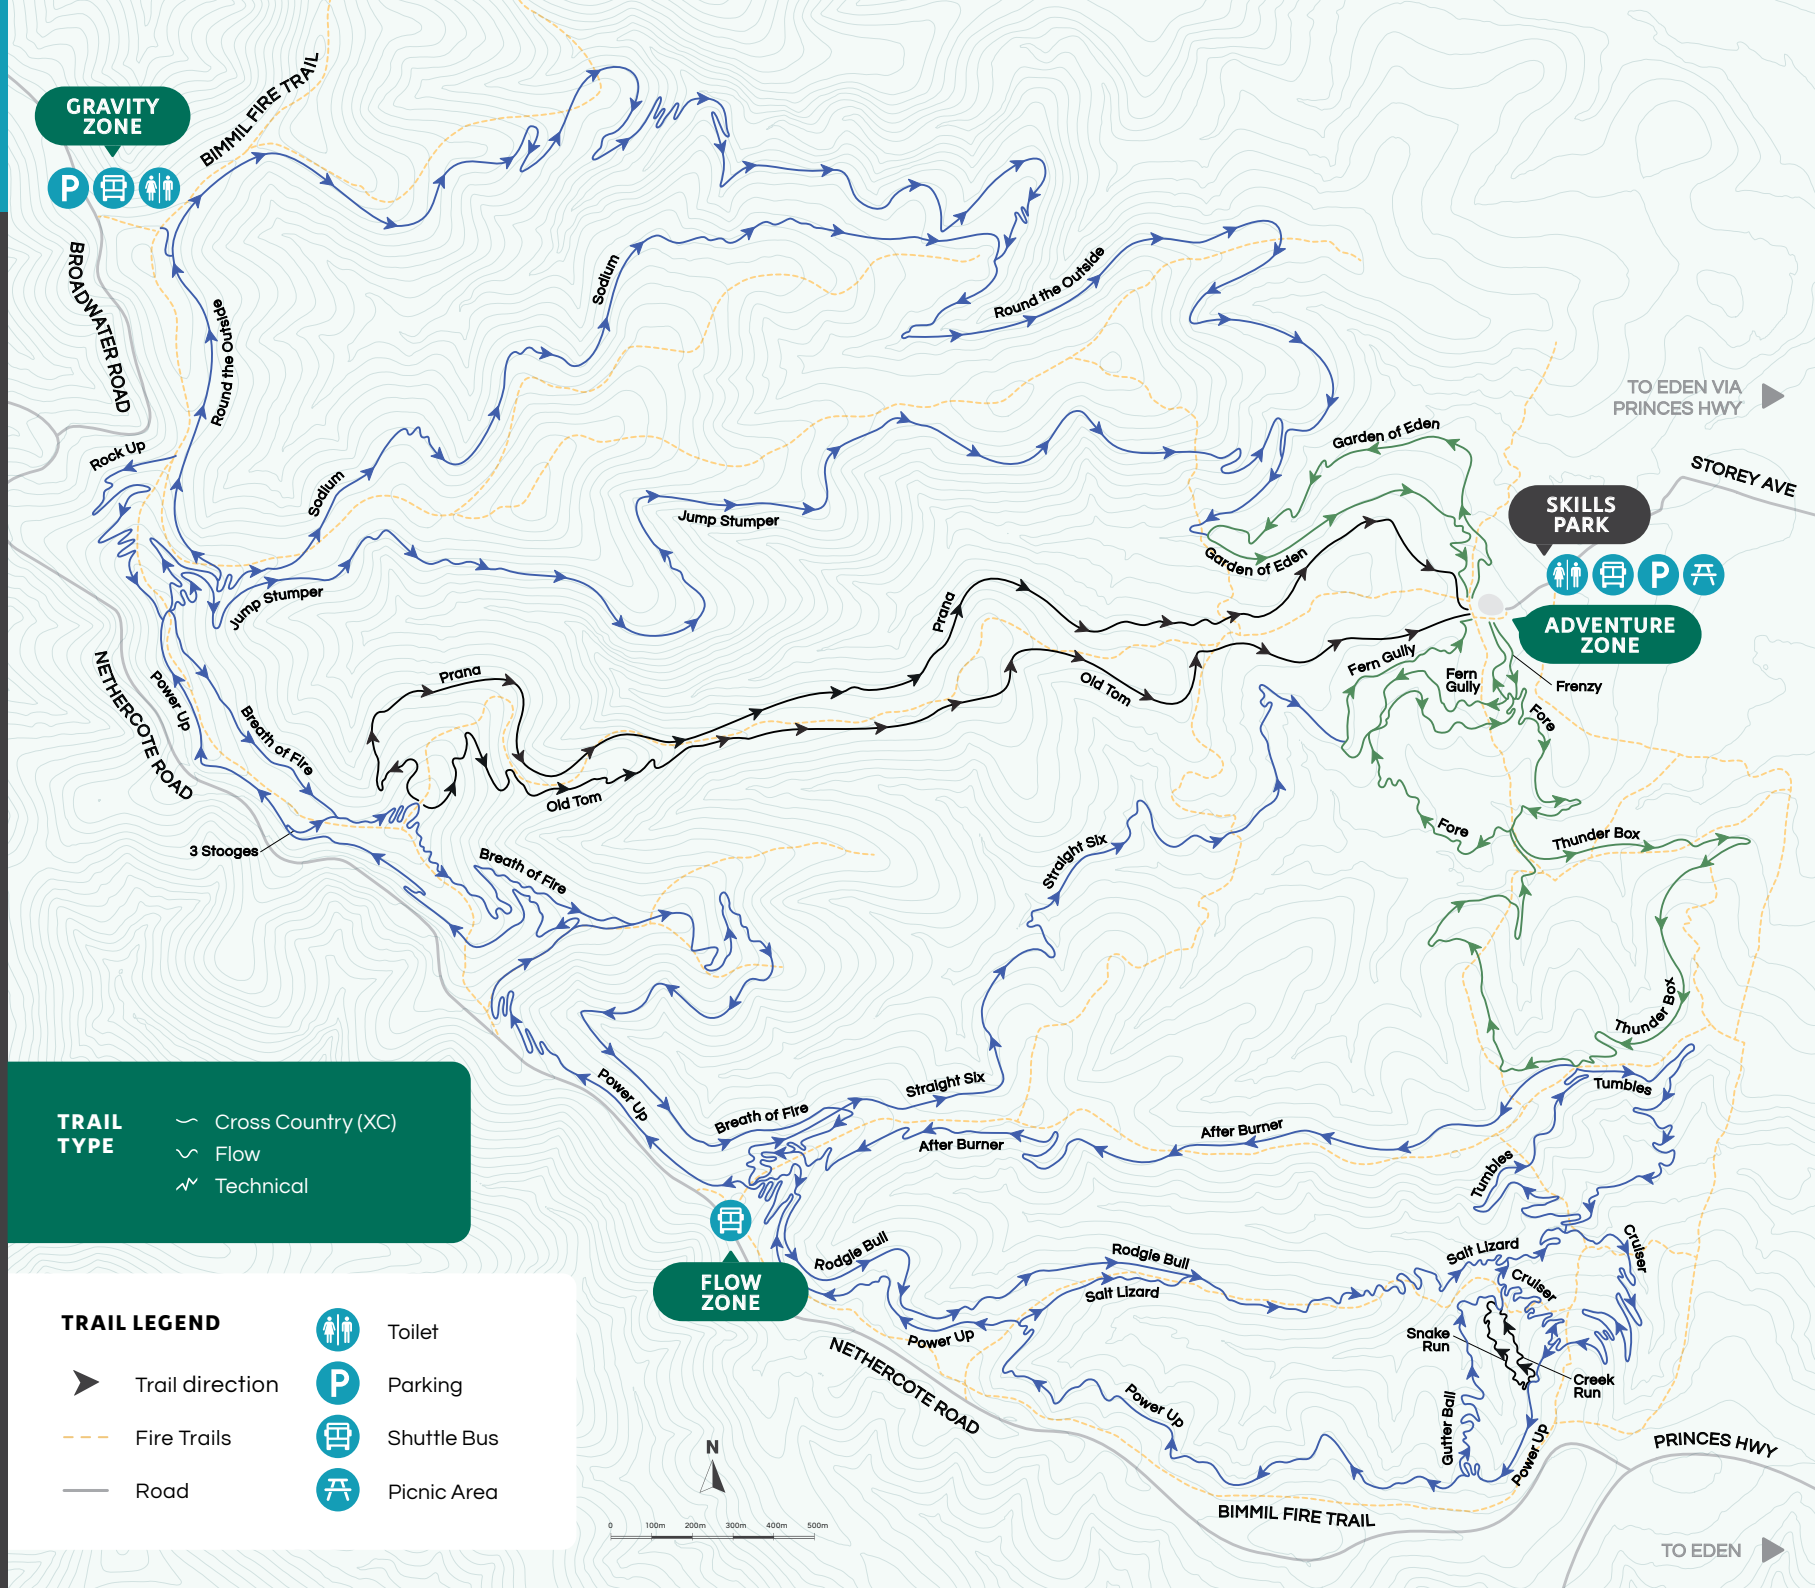 GRAVITY
ZONE
P
BIMMIL FIRE TRAIL
BROADWATER ROAD
Round the Outside
Rock Up
Sodium
Sodium
Round the Outside
Jump Stumper
Jump Stumper
Garden of Eden
Garden of Eden
TO EDEN VIA
PRINCES HWY
STOREY AVE
SKILLS
PARK
P
ADVENTURE
ZONE
Prana
Prana
Old Tom
Old Tom
Fern Gully
Fern
Gully
Frenzy
Fore
Fore
NETHERCOTE ROAD
Power Up
Breath of Fire
3 Stooges
Breath of Fire
Straight Six
Thunder Box
Thunder Box
Power Up
Breath of Fire
Straight Six
After Burner
After Burner
Tumbles
Tumbles
TRAIL
TYPE
Cross Country (XC)
Flow
Technical
FLOW
ZONE
Rodgie Bull
Rodgie Bull
Salt Lizard
Salt Lizard
Cruiser
Cruiser
Power Up
Snake
Run
Creek
Run
Gutter Ball
Power Up
Power Up
NETHERCOTE ROAD
BIMMIL FIRE TRAIL
PRINCES HWY
TO EDEN
TRAIL LEGEND
Trail direction
Fire Trails
Road
Toilet
P
Parking
Shuttle Bus
Picnic Area
N
0 100m 200m 300m 400m 500m